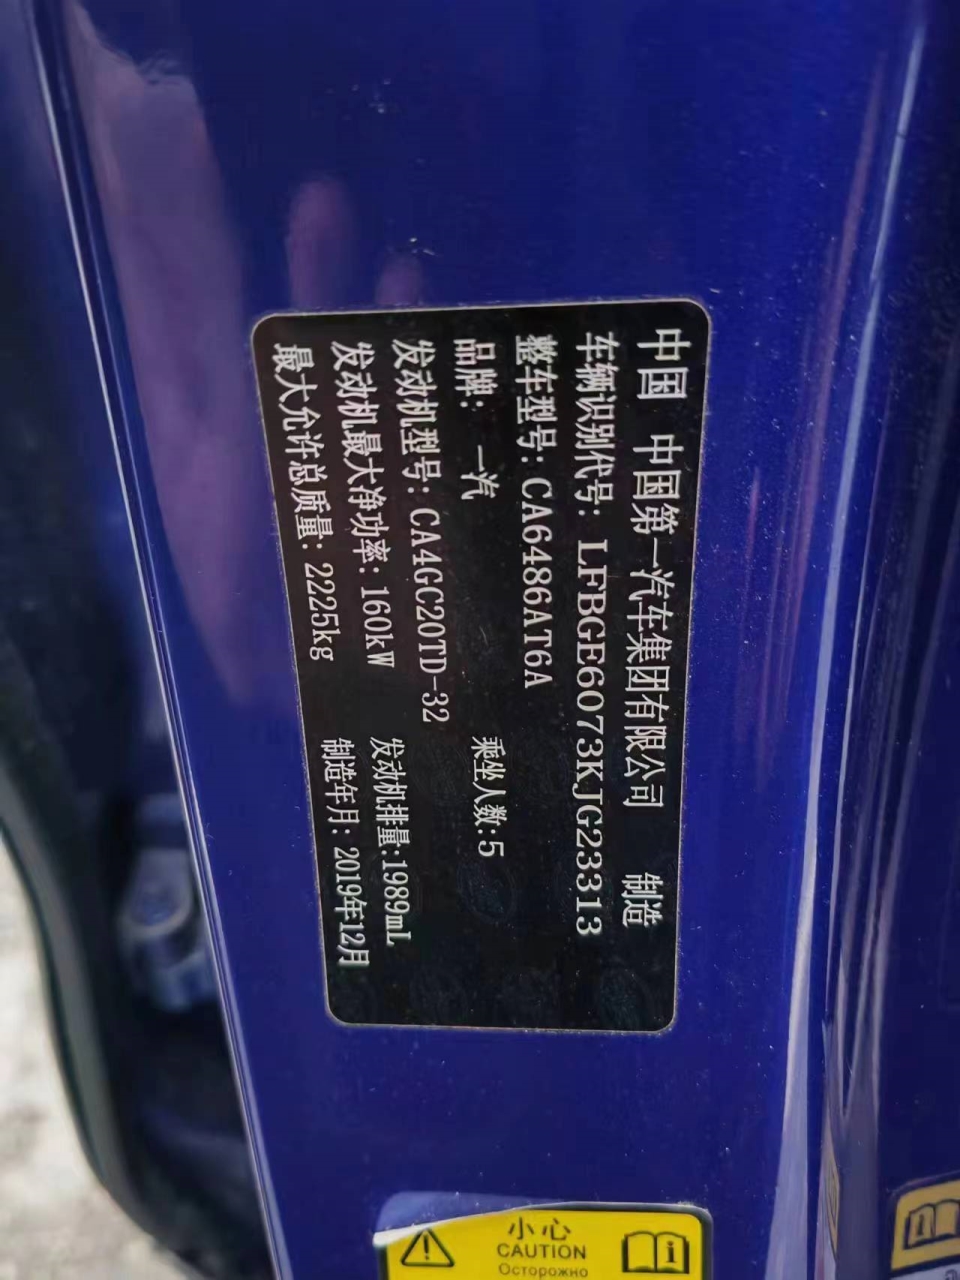 中国 中国第一汽车集团有限公司 制造
车辆识别代号: LFBGE6073KJG23313
整车型号: CA6486AT6A
品牌: 一汽 乘坐人数:5
发动机型号: CA4GC20TD-32
发动机最大净功率: 160kW 发动机排量:1989mL
最大允许总质量: 2225kg 制造年月: 2019年12月
小心
CAUTION
Осторожно